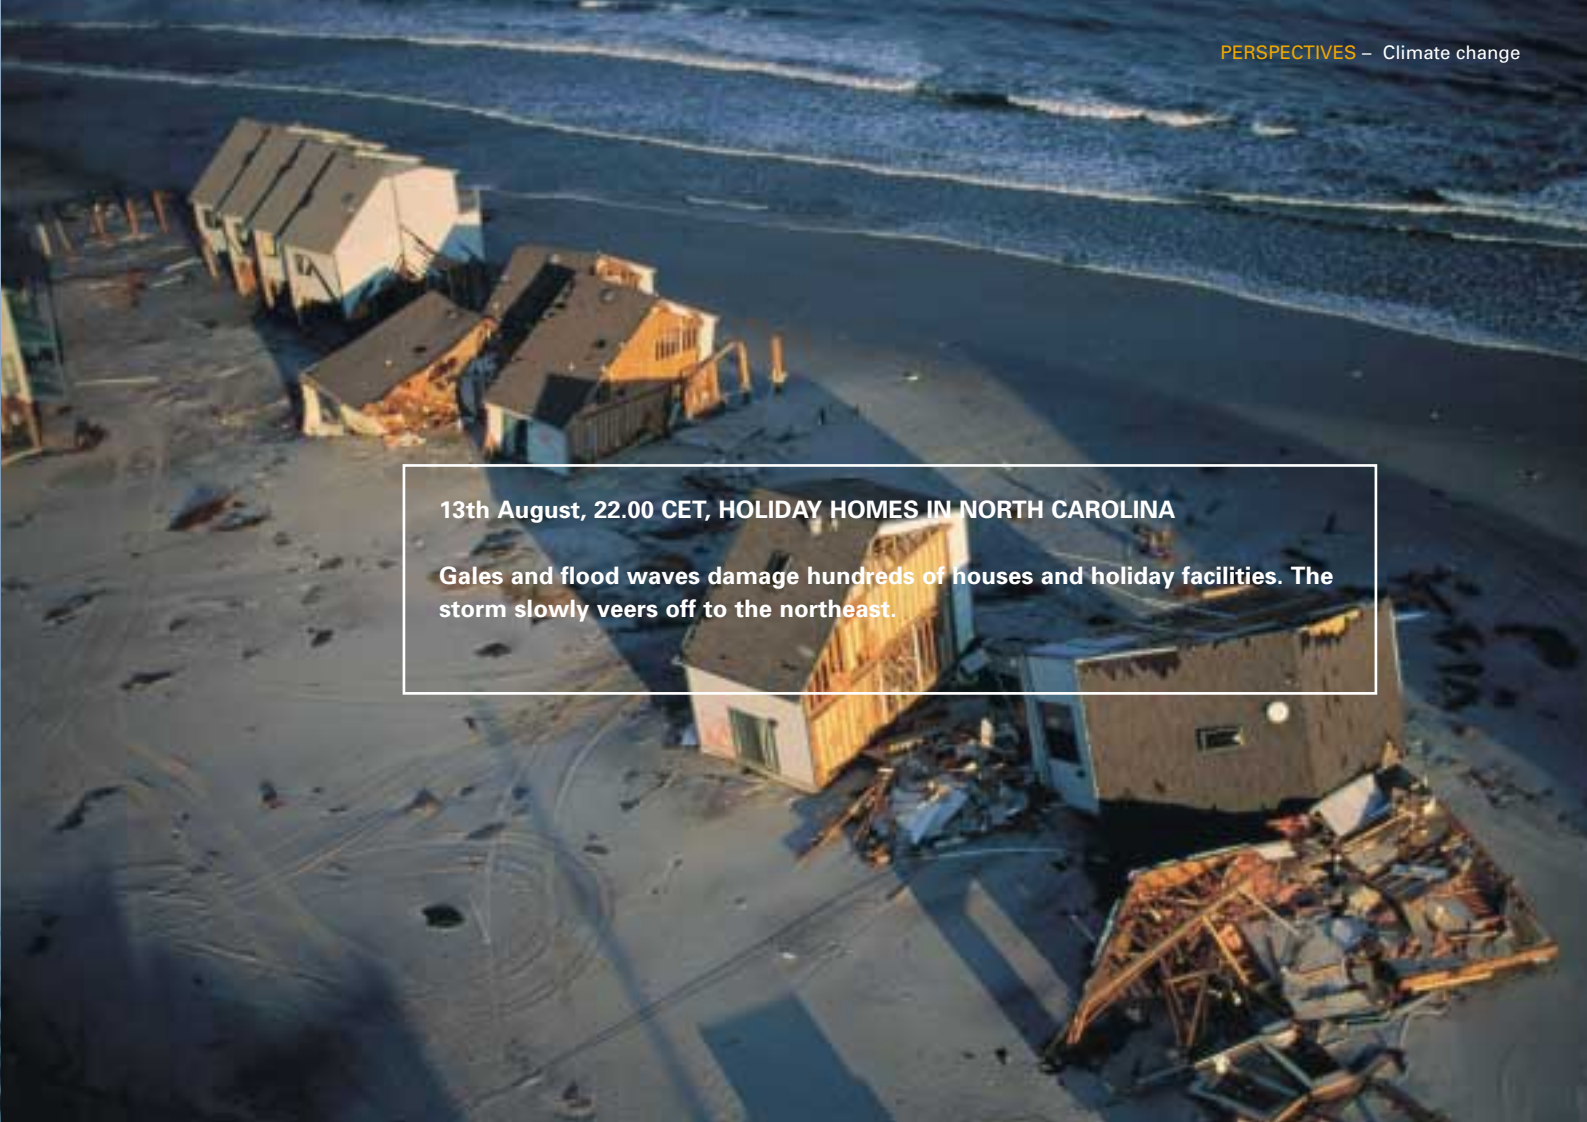 PERSPECTIVES – Climate change
13th August, 22.00 CET, HOLIDAY HOMES IN NORTH CAROLINA
Gales and flood waves damage hundreds of houses and holiday facilities. The
storm slowly veers off to the northeast.